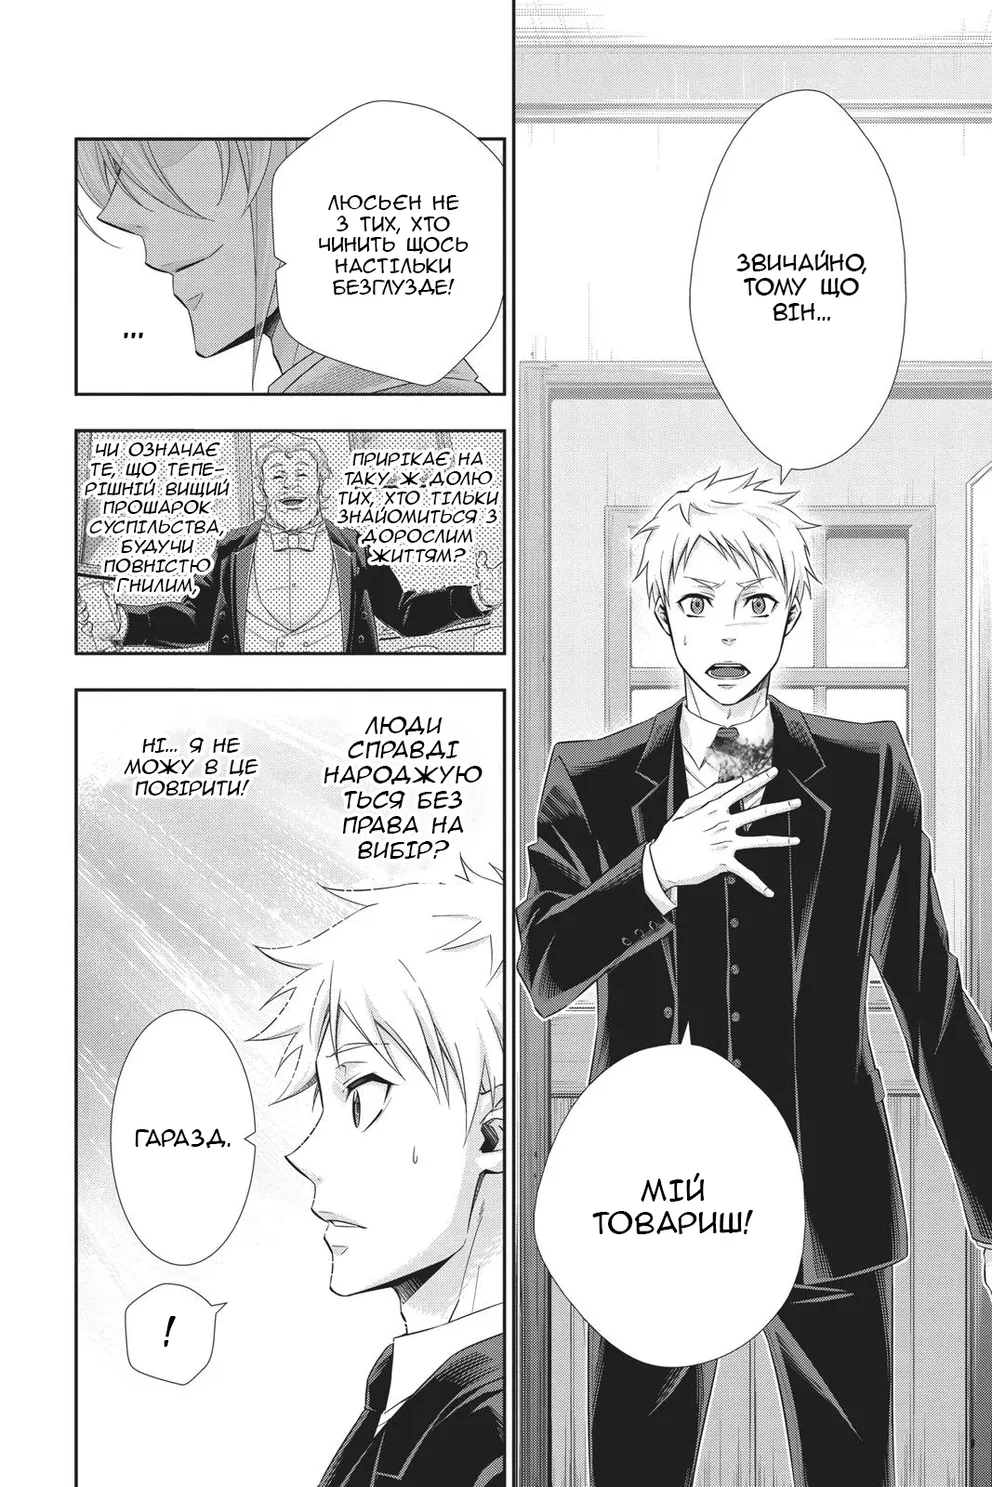 ЗВИЧАЙНО,
ТОМУ ЩО
ВІН...
МІЙ
ТОВАРИШ!
ЛЮСЬЄН НЕ
З ТИХ, ХТО
ЧИНИТЬ ЩОСЬ
НАСТІЛЬКИ
БЕЗГЛУЗДЕ!
...
ЧИ ОЗНАЧАЄ
ТЕ, ЩО ТЕПЕ-
РІШНІЙ ВИЩИЙ
ПРОШАРОК
СУСПІЛЬСТВА,
БУДУЧИ
ПОВНІСТЮ
ГНИЛИМ,
ПРИРІКАЄ НА
ТАКУ Ж ДОЛЮ
ТИХ, ХТО ТІЛЬКИ
ЗНАЙОМИТЬСЯ З
ДОРОСЛИМ
ЖИТТЯМ?
ЛЮДИ
СПРАВДІ
НАРОДЖУЮ
ТЬСЯ БЕЗ
ПРАВА НА
ВИБІР?
НІ... Я НЕ
МОЖУ В ЦЕ
ПОВІРИТИ!
ГАРАЗД.
!